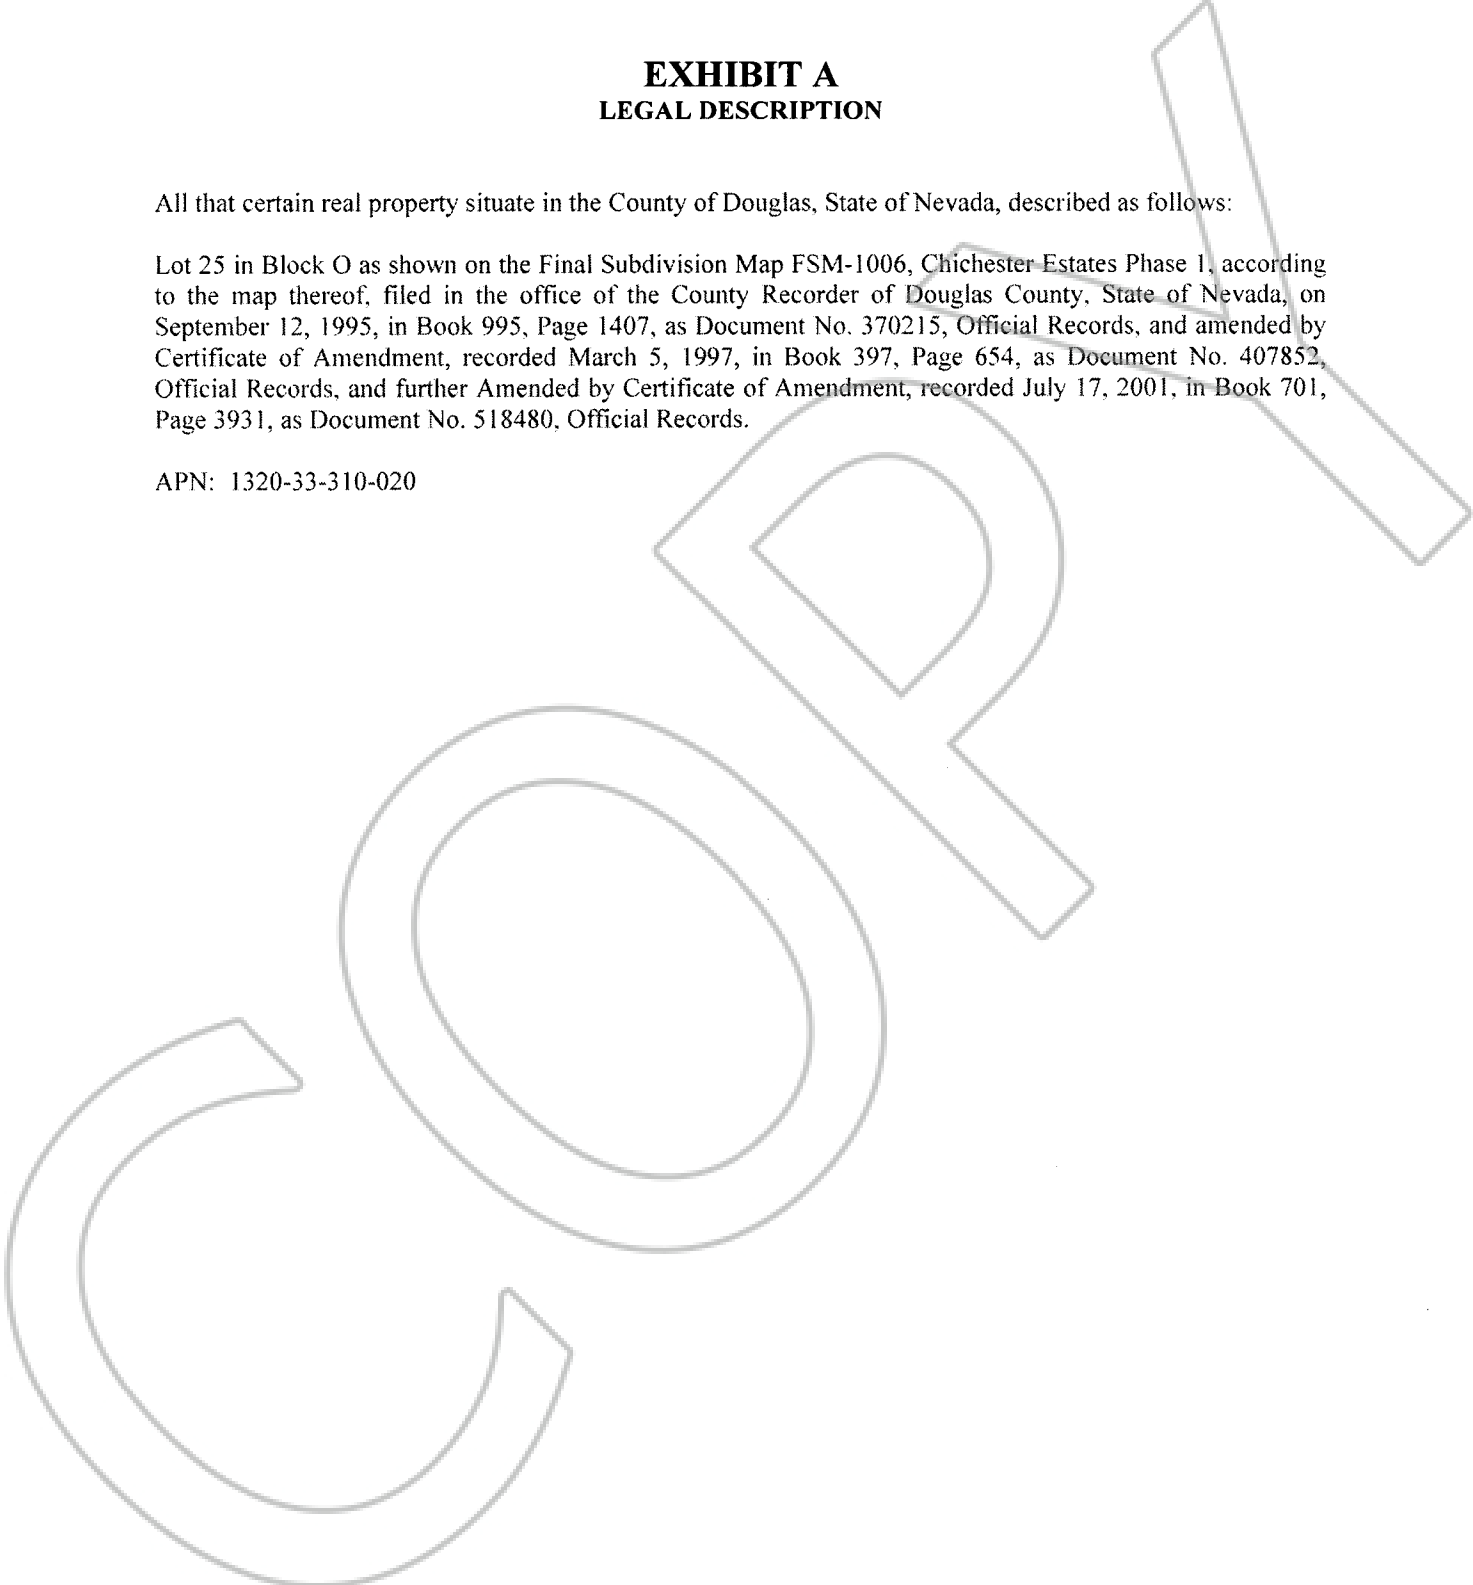 EXHIBIT A
LEGAL DESCRIPTION
All that certain real property situate in the County of Douglas, State of Nevada, described as follows:
Lot 25 in Block O as shown on the Final Subdivision Map FSM-1006, Chichester Estates Phase 1, according
to the map thereof, filed in the office of the County Recorder of Douglas County, State of Nevada, on
September 12, 1995, in Book 995, Page 1407, as Document No. 370215, Official Records, and amended by
Certificate of Amendment, recorded March 5, 1997, in Book 397, Page 654, as Document No. 407852,
Official Records, and further Amended by Certificate of Amendment, recorded July 17, 2001, in Book 701,
Page 3931, as Document No. 518480, Official Records.
APN: 1320-33-310-020
COPY